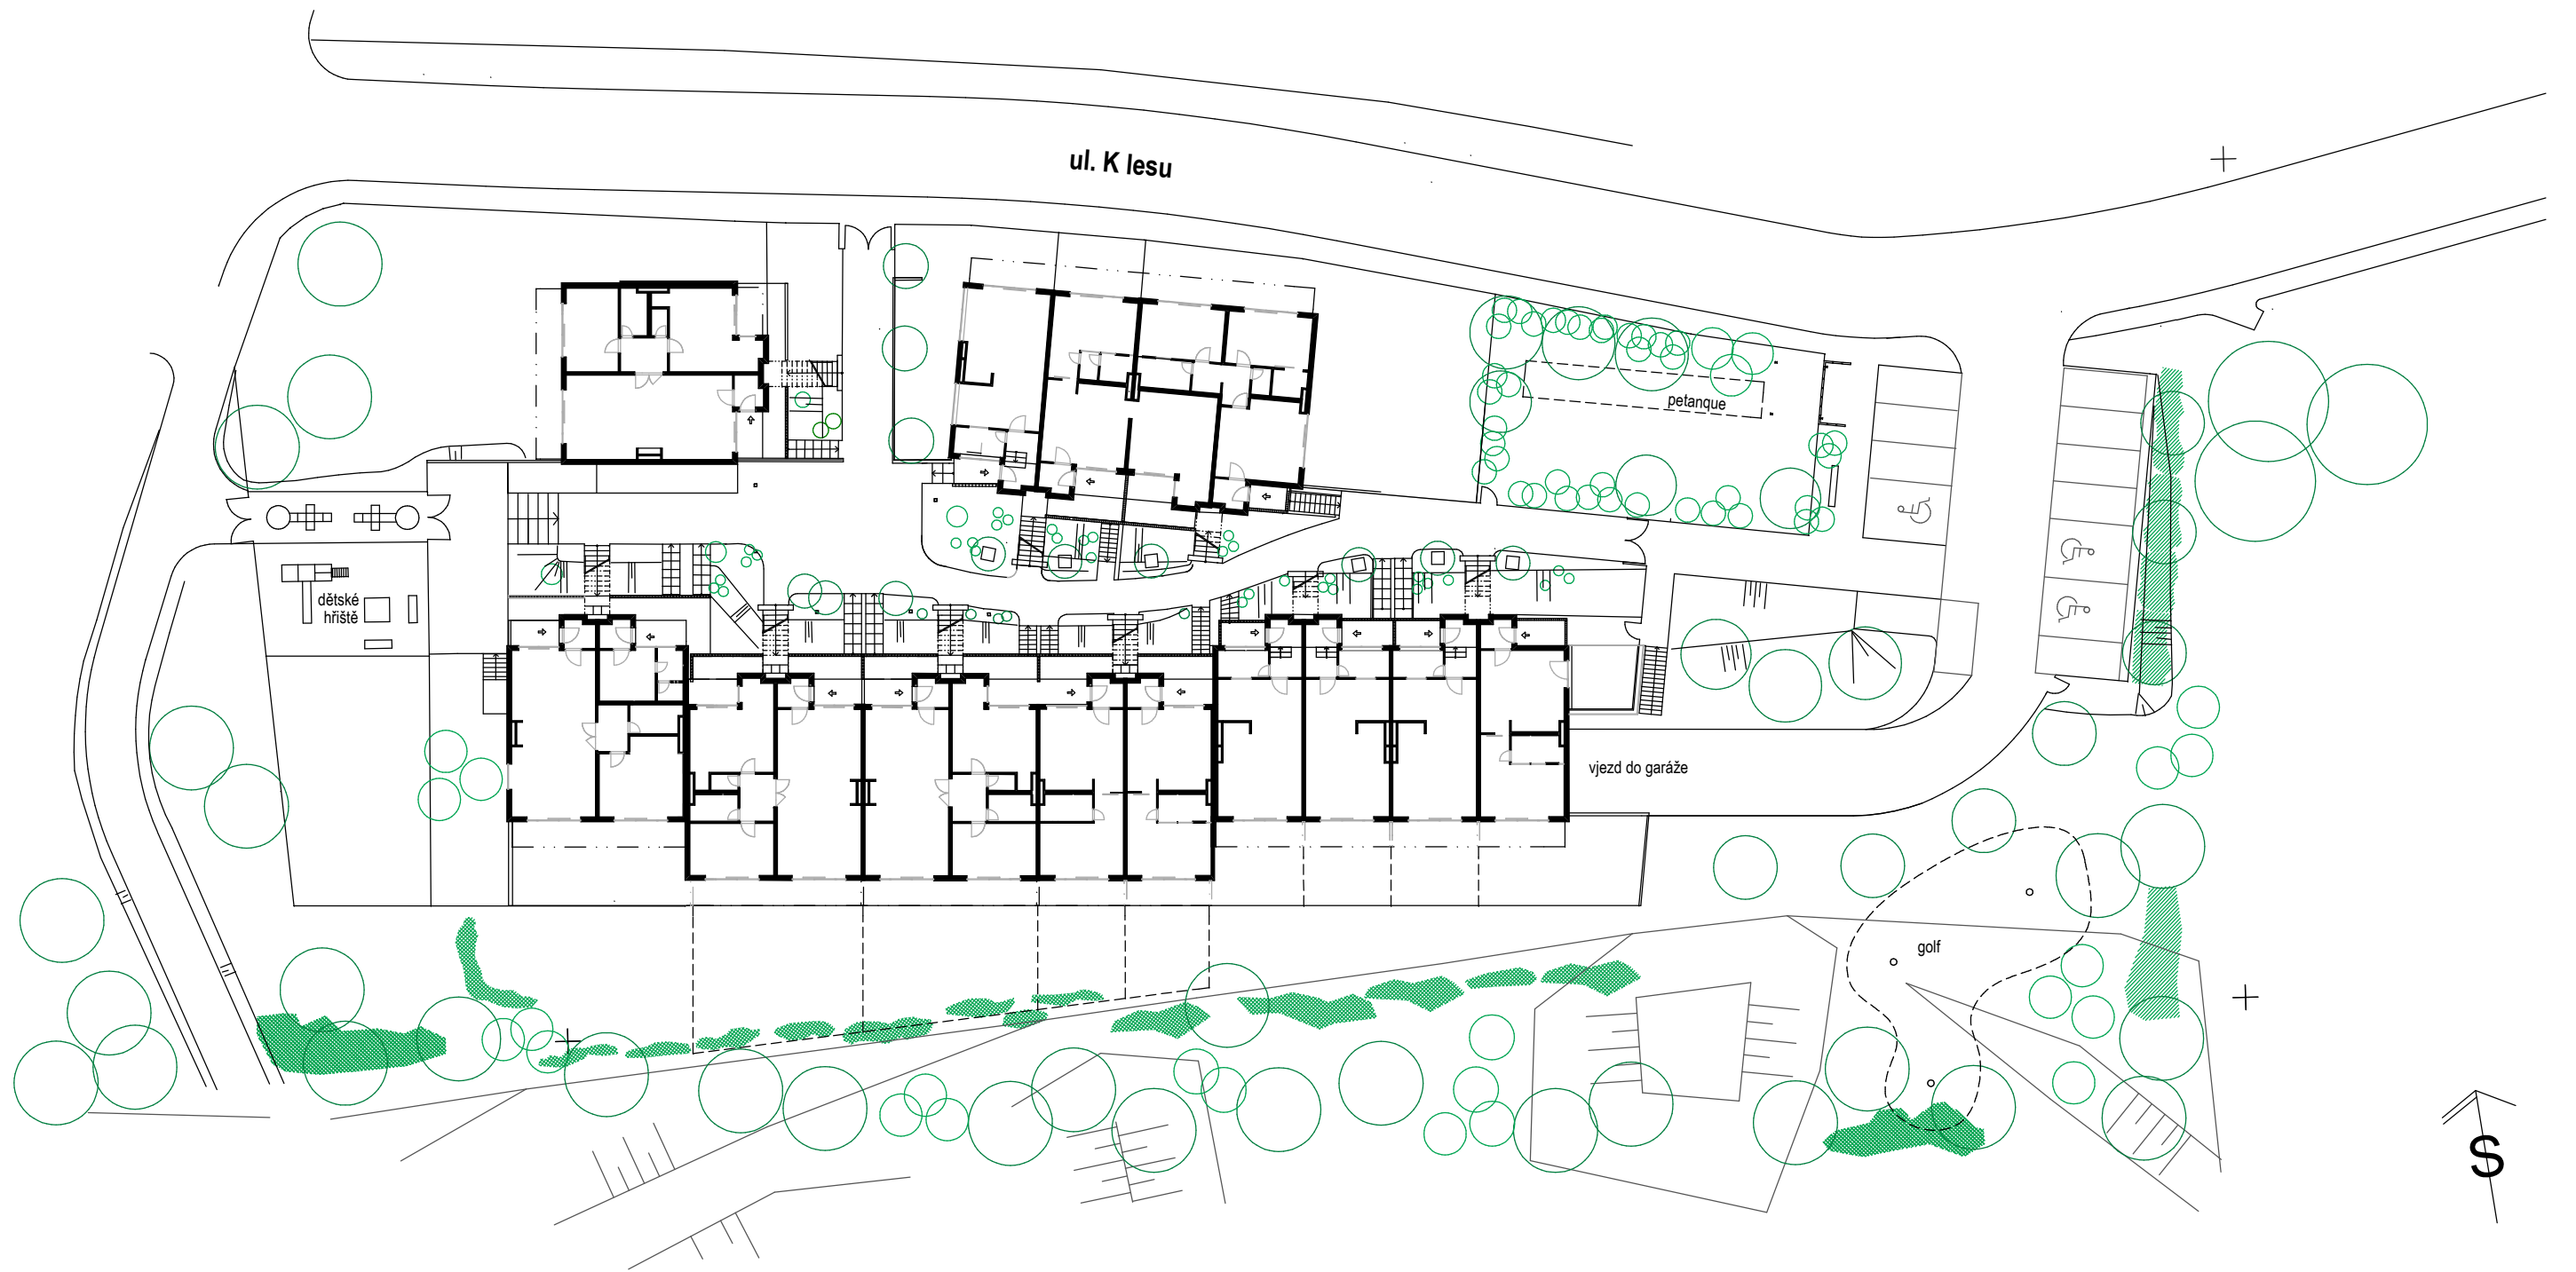 ul. K lesu
petanque
dětské
hřiště
vjezd do garáže
golf
S